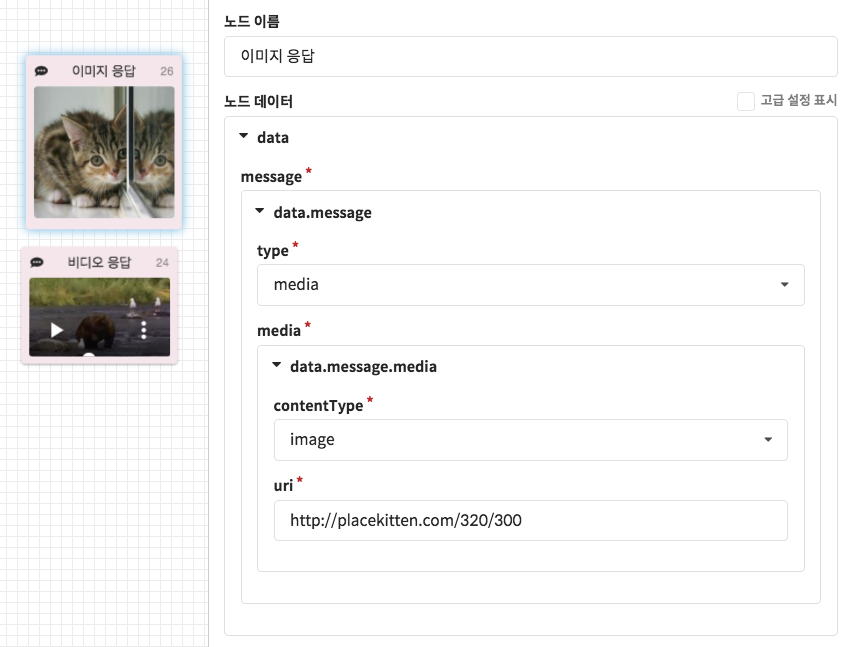 이미지 응답 26
비디오 응답 24
노드 이름
이미지 응답
노드 데이터
고급 설정 표시
data
message *
data.message
type *
media
media *
data.message.media
contentType *
image
uri *
http://placekitten.com/320/300